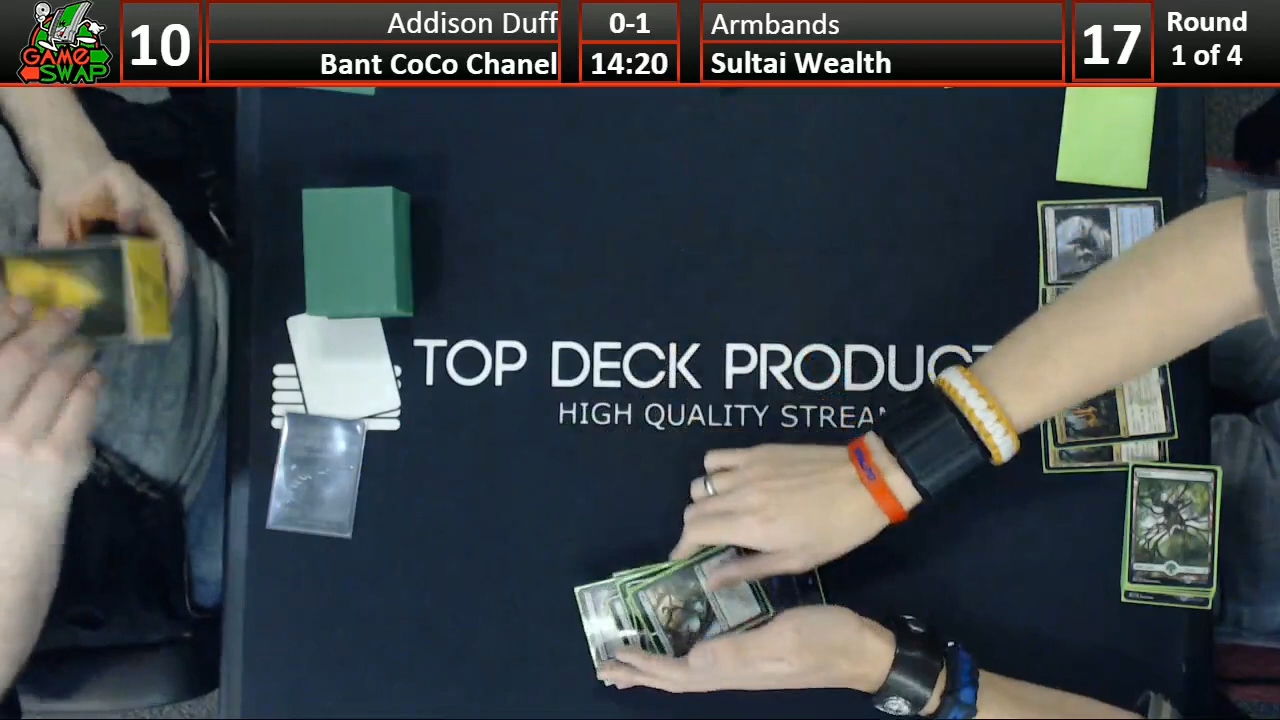 GAME
SWAP
10
Addison Duff
Bant CoCo Chanel
0-1
14:20
Armbands
Sultai Wealth
17
Round
1 of 4
TOP DECK PRODUC
HIGH QUALITY STREA